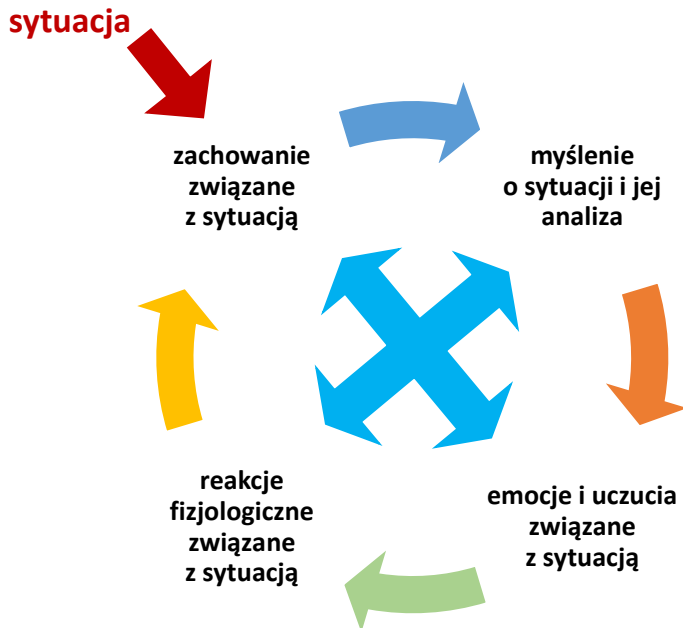 sytuacja
zachowanie
związane
z sytuacją
myślenie
o sytuacji i jej
analiza
reakcje
fizjologiczne
związane
z sytuacją
emocje i uczucia
związane
z sytuacją